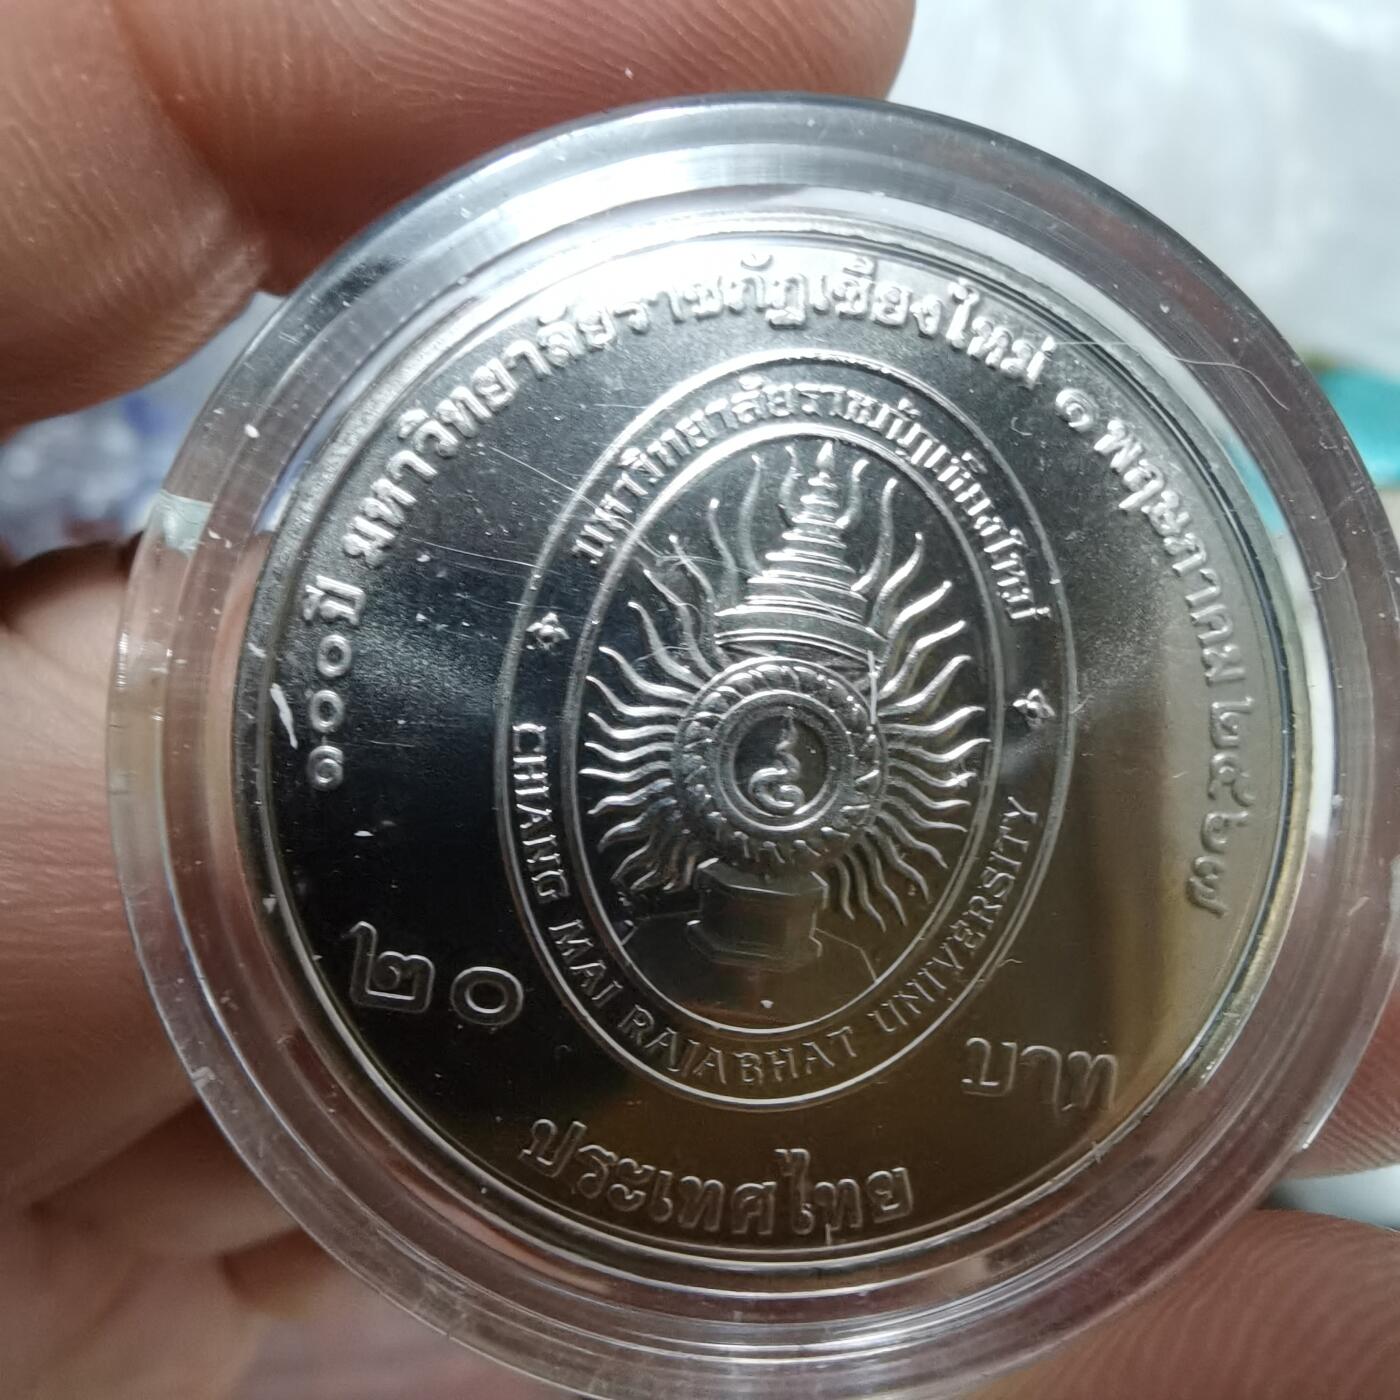 ๑๐๐ ปี มหาวิทยาลัยราชภัฏเชียงใหม่ ๑ พฤษภาคม ๒๕๖๗
มหาวิทยาลัยราชภัฏเชียงใหม่
CHIANG MAI RAJABHAT UNIVERSITY
๒๐ บาท
ประเทศไทย